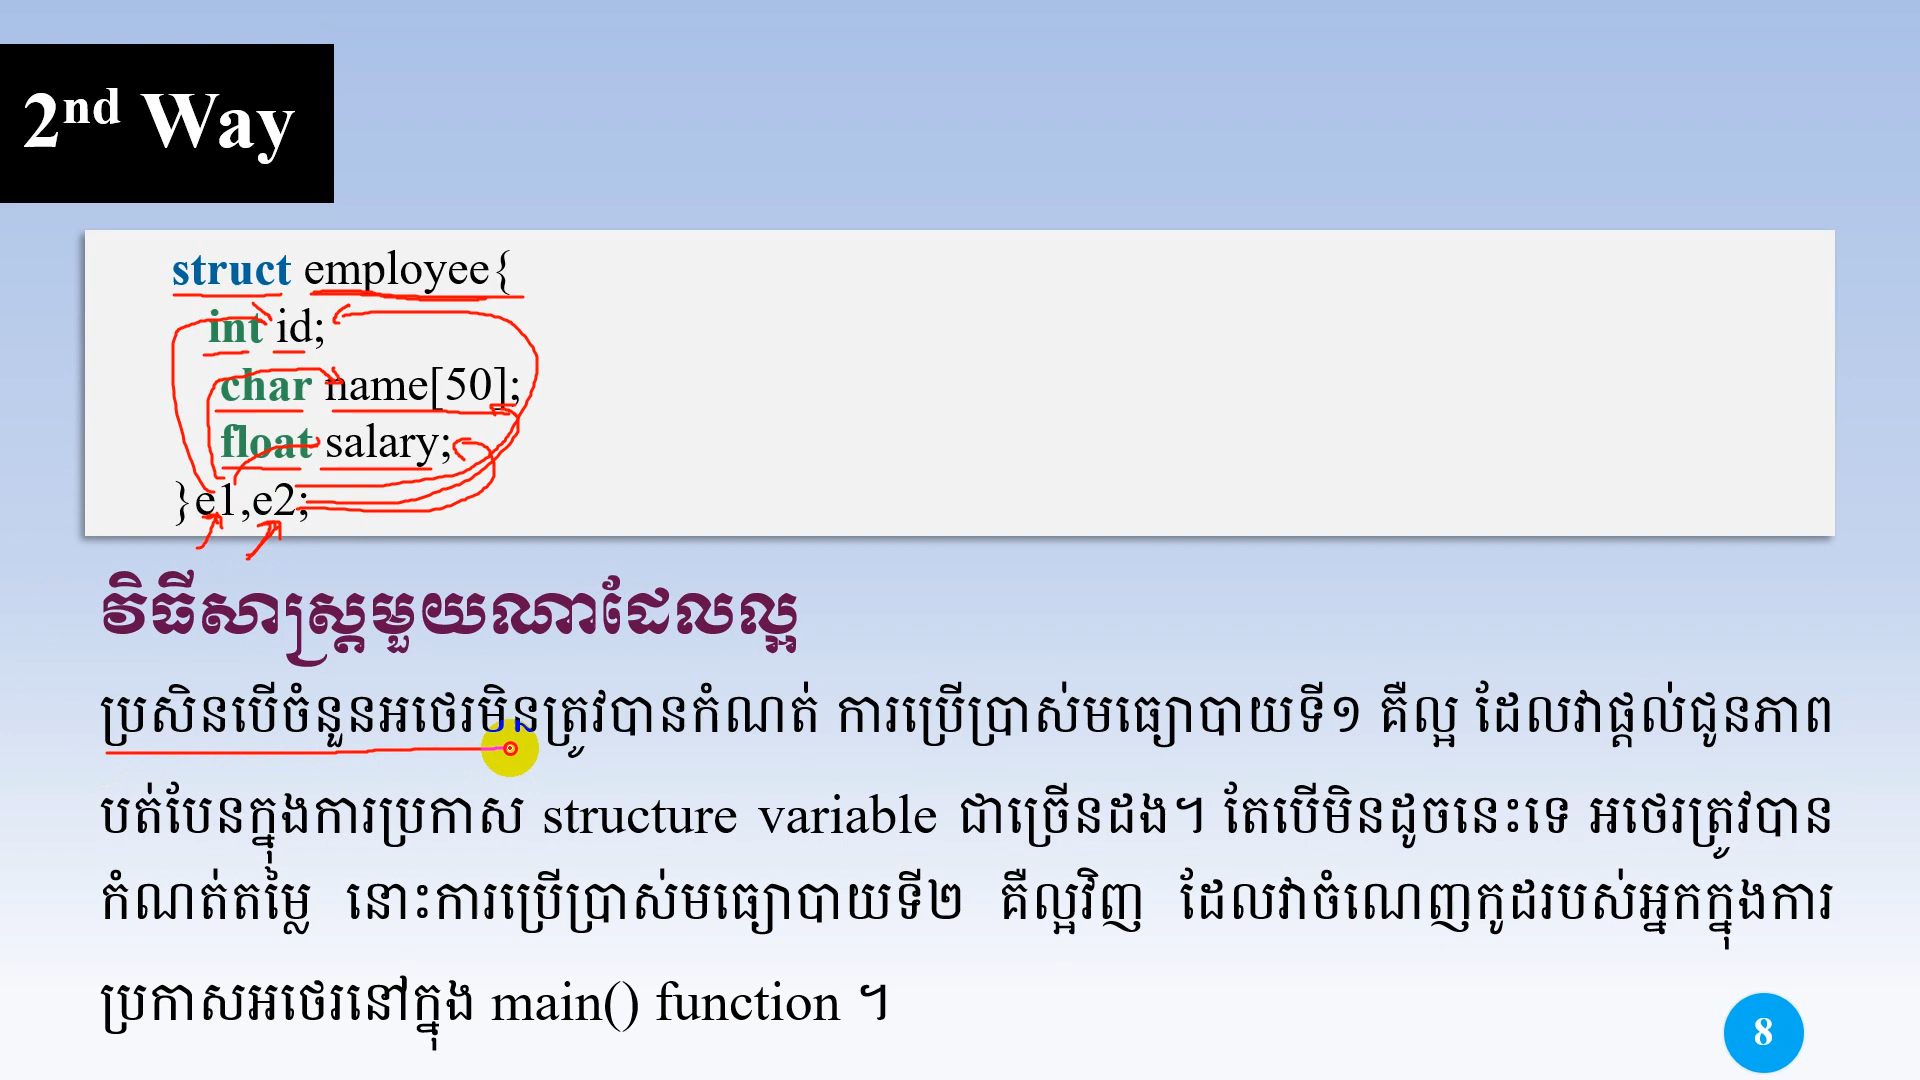 2nd Way
struct employee{
int id;
char name[50];
float salary;
}e1,e2;
វិធីសាស្ត្រមួយណាដែលល្អ
ប្រសិនបើចំនួនអថេរមិនត្រូវបានកំណត់ ការប្រើប្រាស់មធ្យោបាយទី១ គឺល្អ ដែលវាផ្តល់ជូនភាព
បត់បែនក្នុងការប្រកាស structure variable ជាច្រើនដង។ តែបើមិនដូចនេះទេ អថេរត្រូវបាន
កំណត់តម្លៃ នោះការប្រើប្រាស់មធ្យោបាយទី២ គឺល្អវិញ ដែលវាចំណេញកូដរបស់អ្នកក្នុងការ
ប្រកាសអថេរនៅក្នុង main() function ។
8